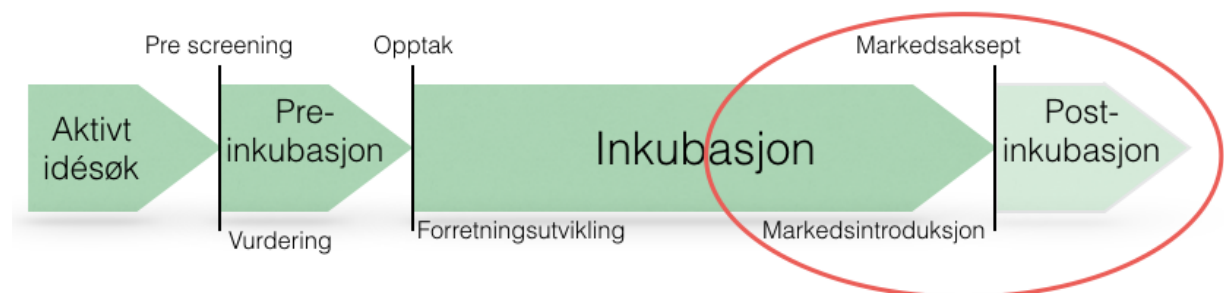 Pre screening
Opptak
Markedsaksept
Aktivt
idésøk
Pre-
inkubasjon
Inkubasjon
Post-
inkubasjon
Vurdering
Forretningsutvikling
Markedsintroduksjon